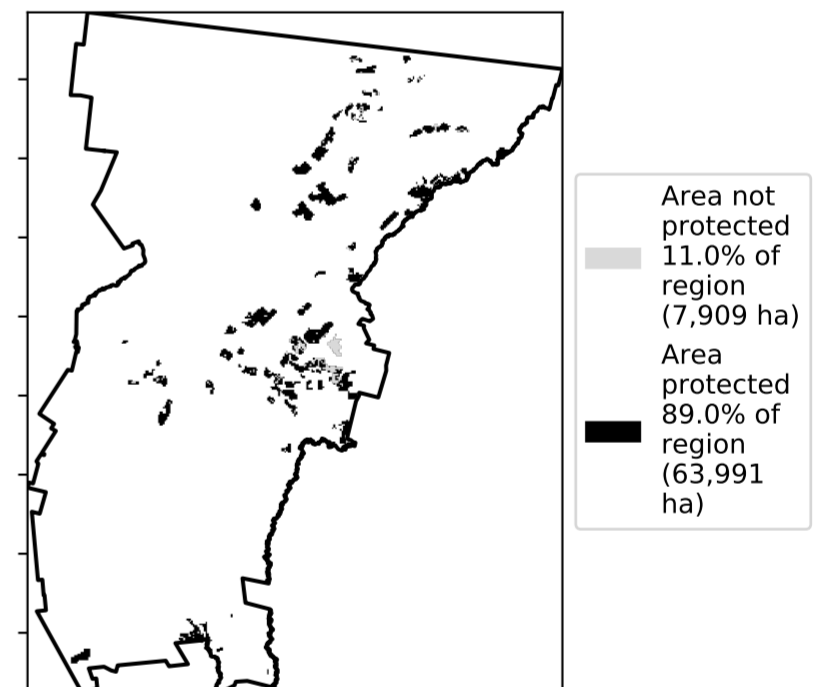 Area not
protected
11.0% of
region
(7,909 ha)
Area
protected
89.0% of
region
(63,991
ha)